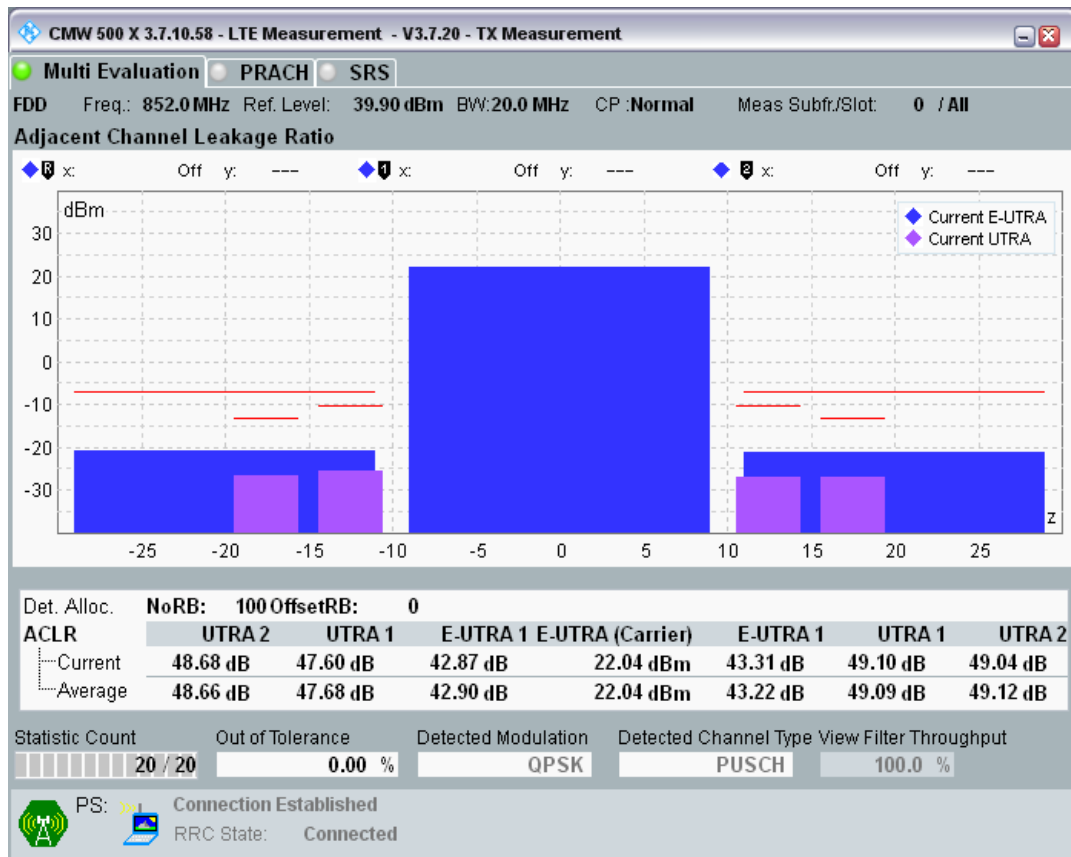 CMW 500 X 3.7.10.58 - LTE Measurement - V3.7.20 - TX Measurement
Multi Evaluation PRACH SRS
FDD Freq.: 852.0 MHz Ref. Level: 39.90 dBm BW: 20.0 MHz CP : Normal Meas Subfr./Slot: 0 / All
Adjacent Channel Leakage Ratio
R x: Off y: --- 1 x: Off y: --- 2 x: Off y: ---
dBm
Current E-UTRA
Current UTRA
30
20
10
0
-10
-20
-30
z
-25 -20 -15 -10 -5 0 5 10 15 20 25
Det. Alloc. NoRB: 100 OffsetRB: 0
ACLR UTRA 2 UTRA 1 E-UTRA 1 E-UTRA (Carrier) E-UTRA 1 UTRA 1 UTRA 2
Current 48.68 dB 47.60 dB 42.87 dB 22.04 dBm 43.31 dB 49.10 dB 49.04 dB
Average 48.66 dB 47.68 dB 42.90 dB 22.04 dBm 43.22 dB 49.09 dB 49.12 dB
Statistic Count Out of Tolerance Detected Modulation Detected Channel Type View Filter Throughput
20 / 20 0.00 % QPSK PUSCH 100.0 %
PS: Connection Established
RRC State: Connected